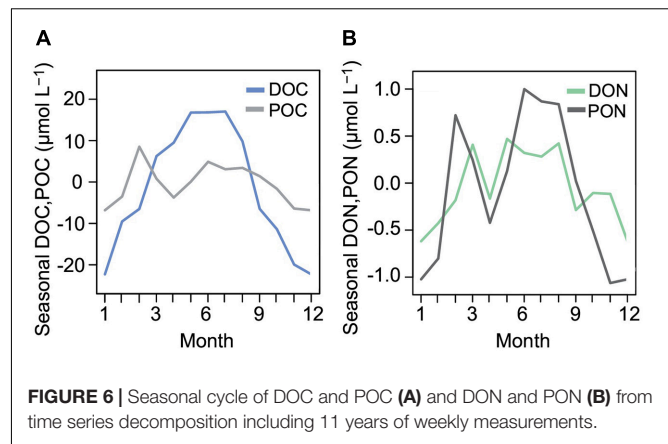 A
Seasonal DOC,POC (µmol L⁻¹)
20
10
0
-10
-20
DOC
POC
1
3
6
9
12
Month
B
Seasonal DON,PON (µmol L⁻¹)
1.0
0.5
0.0
-0.5
-1.0
DON
PON
1
3
6
9
12
Month
FIGURE 6 | Seasonal cycle of DOC and POC (A) and DON and PON (B) from
time series decomposition including 11 years of weekly measurements.